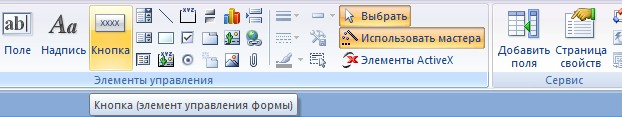 ab|
Aa
XXXX
XYZ
Выбрать
Использовать мастера
Элементы ActiveX
Поле
Надпись
Кнопка
Добавить поля
Страница свойств
Элементы управления
Сервис
Кнопка (элемент управления формы)